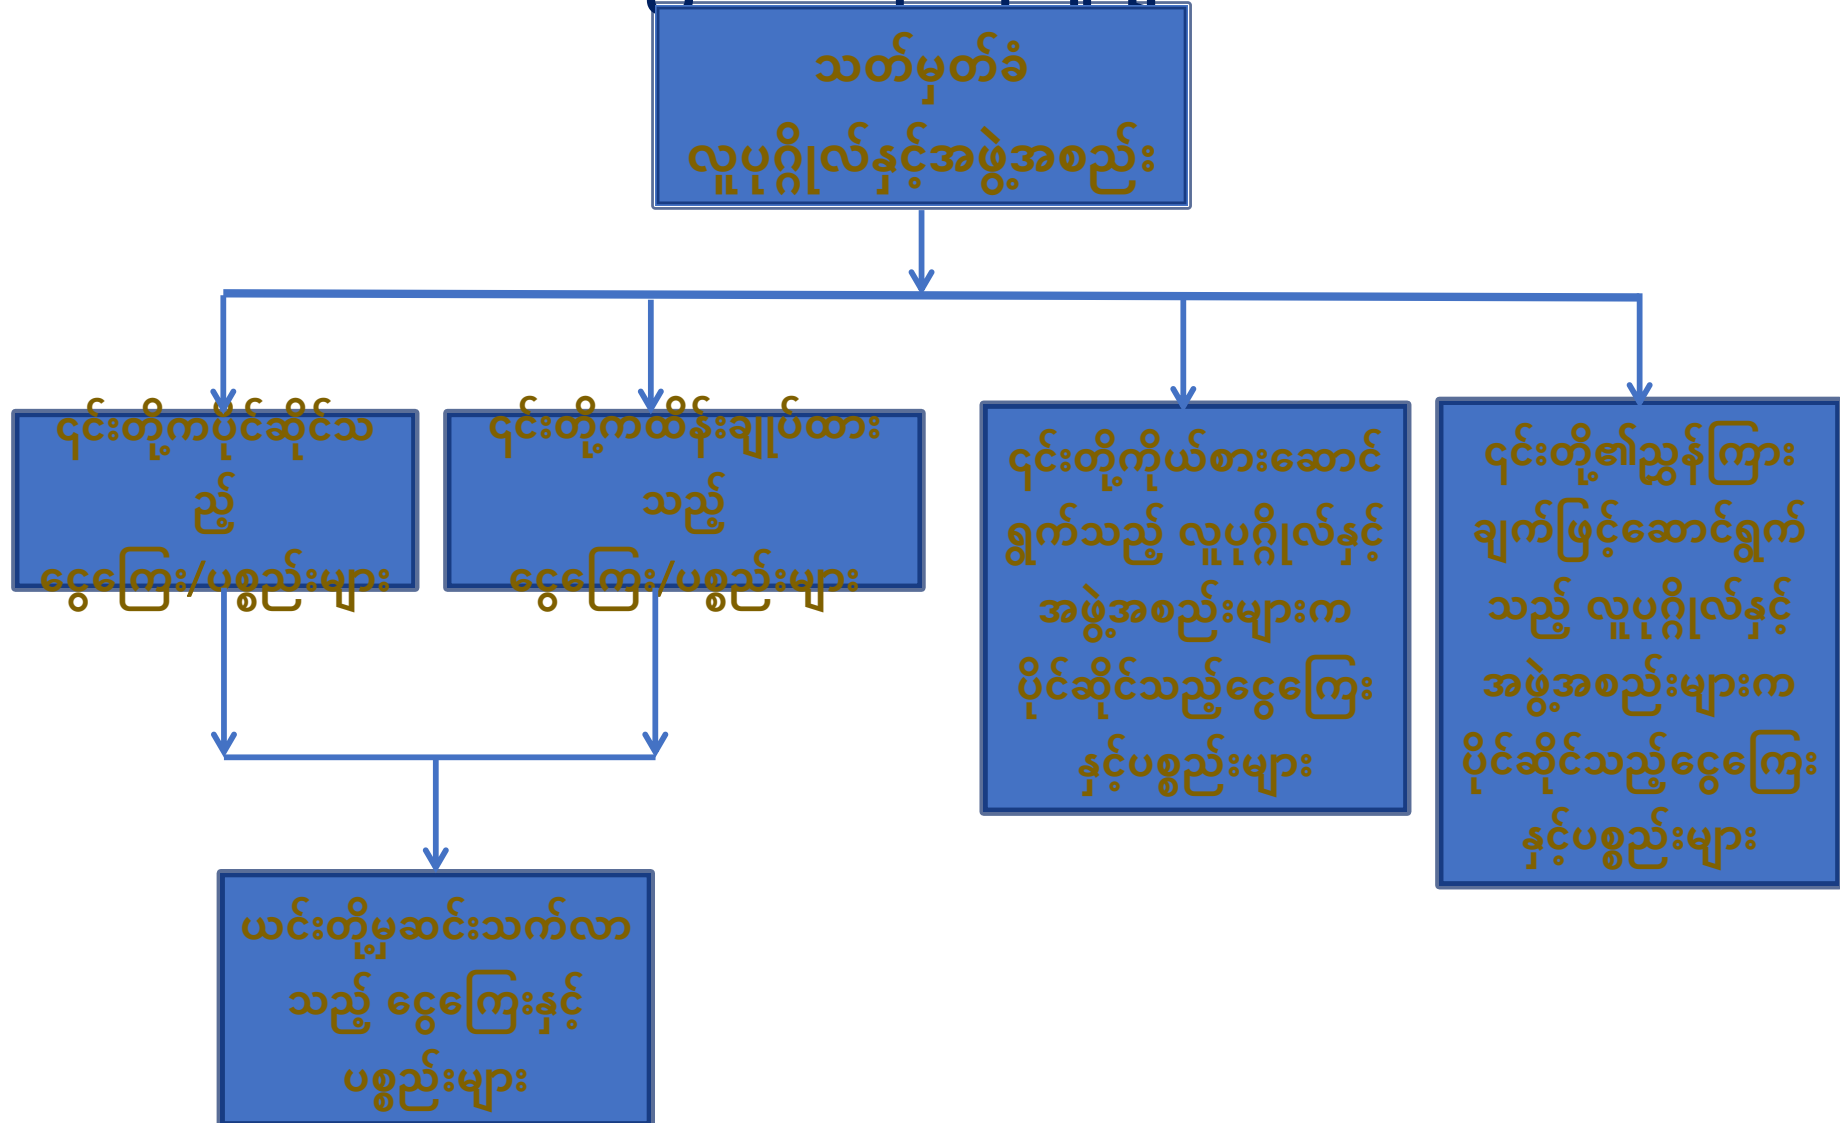 သတ်မှတ်ခံ
လူပုဂ္ဂိုလ်နှင့်အဖွဲ့အစည်း
၎င်းတို့ကပိုင်ဆိုင်သ
ည့်
ငွေကြေး/ပစ္စည်းများ
၎င်းတို့ကထိန်းချုပ်ထား
သည့်
ငွေကြေး/ပစ္စည်းများ
၎င်းတို့ကိုယ်စားဆောင်
ရွက်သည့် လူပုဂ္ဂိုလ်နှင့်
အဖွဲ့အစည်းများက
ပိုင်ဆိုင်သည့်ငွေကြေး
နှင့်ပစ္စည်းများ
၎င်းတို့၏ညွှန်ကြား
ချက်ဖြင့်ဆောင်ရွက်
သည့် လူပုဂ္ဂိုလ်နှင့်
အဖွဲ့အစည်းများက
ပိုင်ဆိုင်သည့်ငွေကြေး
နှင့်ပစ္စည်းများ
ယင်းတို့မှဆင်းသက်လာ
သည့် ငွေကြေးနှင့်
ပစ္စည်းများ